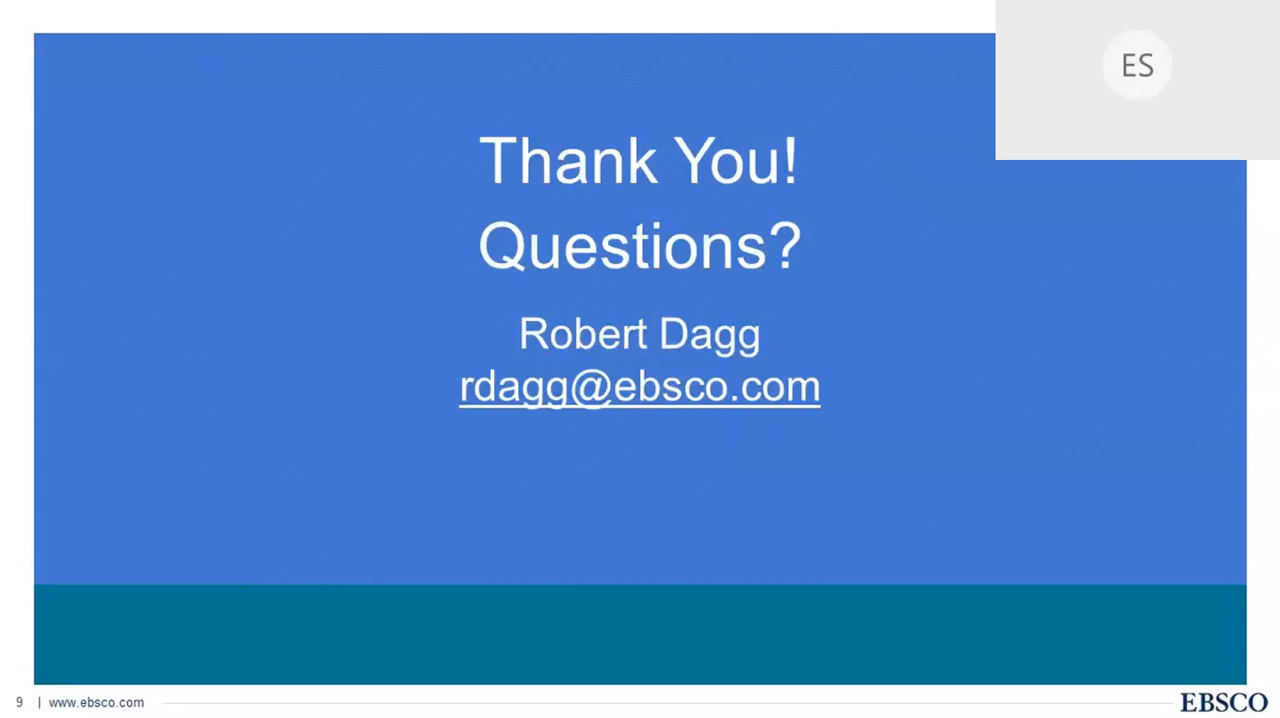 ES
Thank You!
Questions?
Robert Dagg
rdagg@ebsco.com
9 | www.ebsco.com
EBSCO